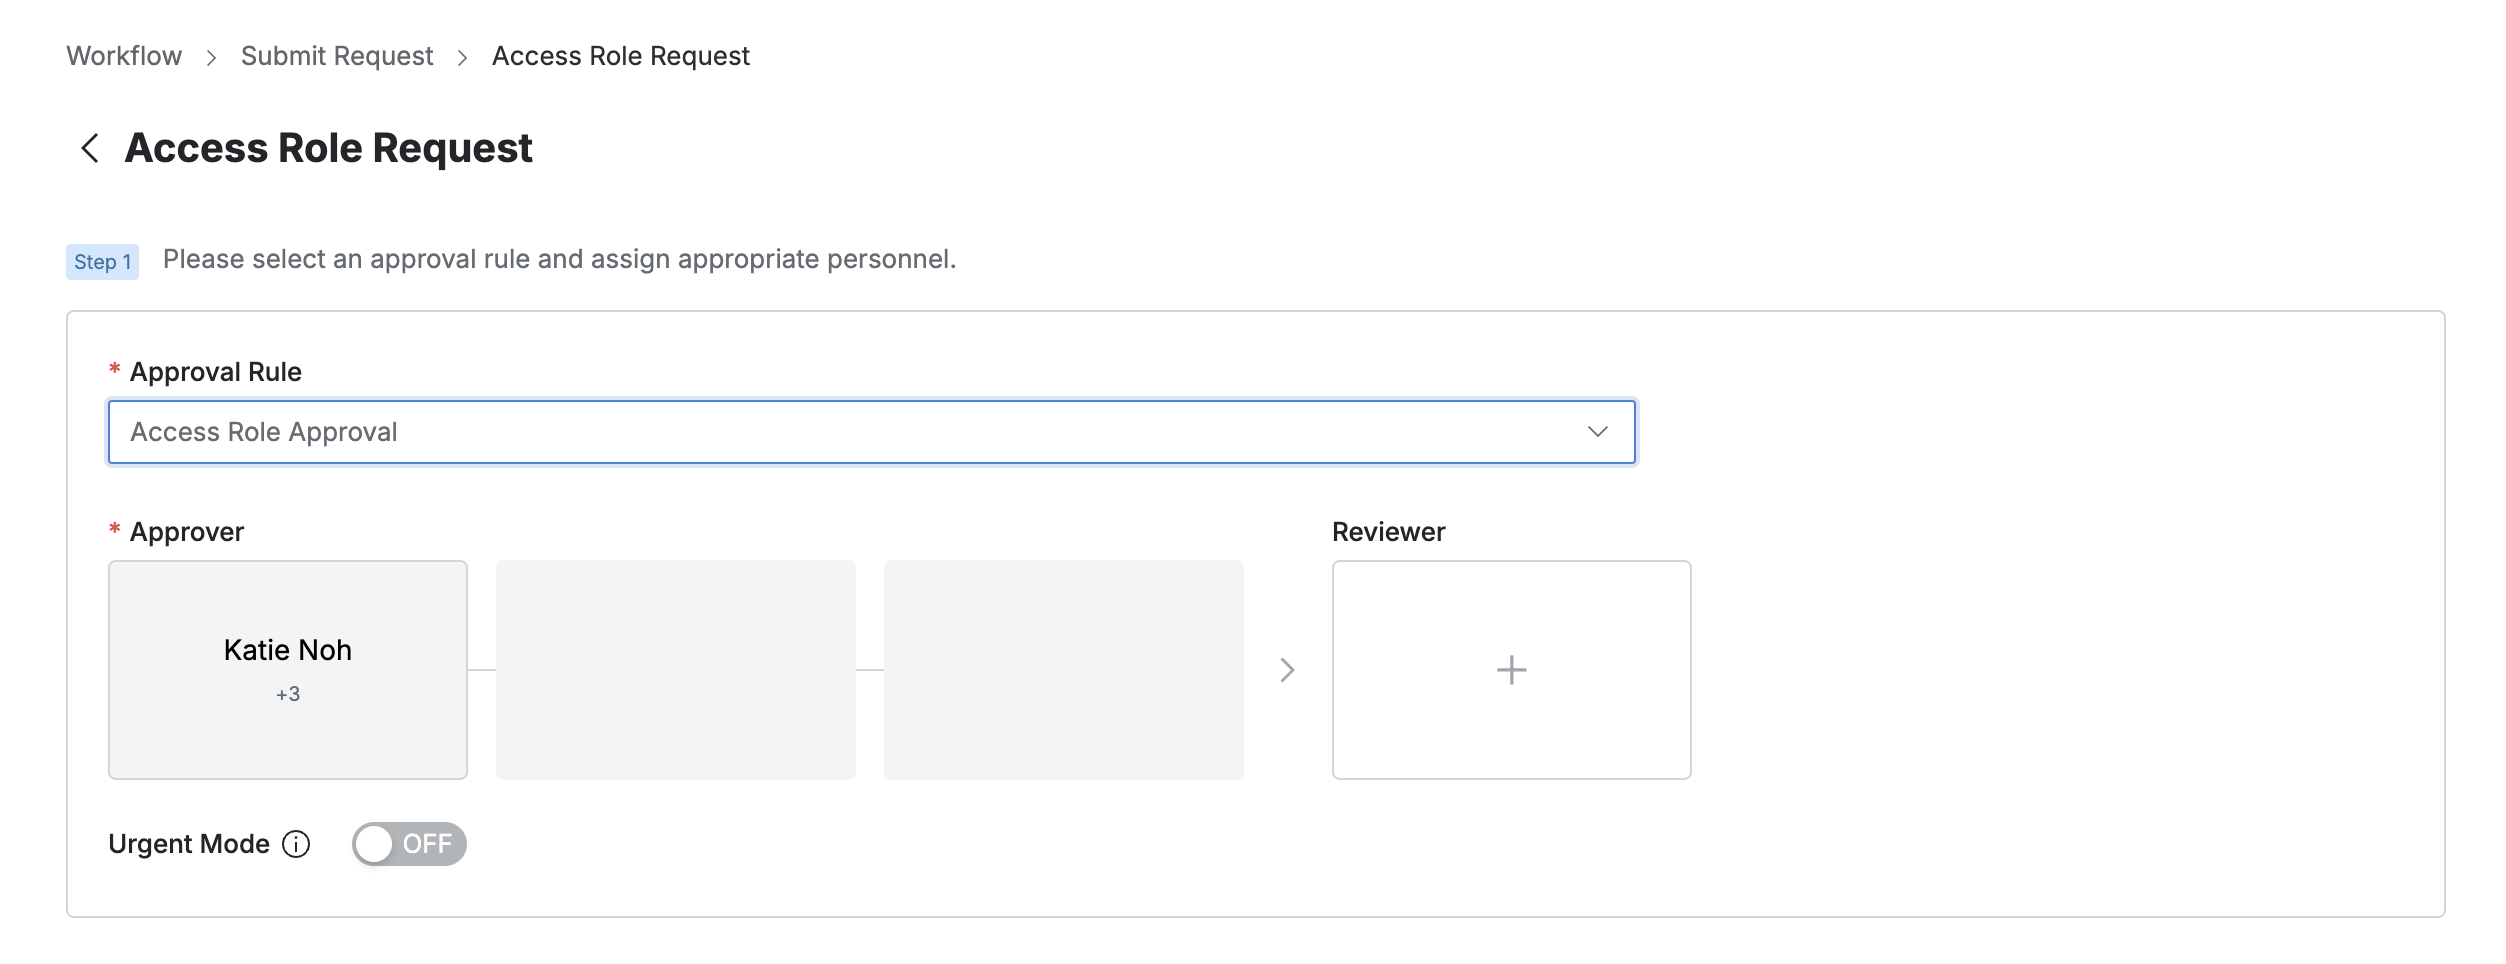 Workflow > Submit Request > Access Role Request
Access Role Request
Step 1 Please select an approval rule and assign appropriate personnel.
* Approval Rule
Access Role Approval
* Approver
Reviewer
Katie Noh
+3
Urgent Mode OFF